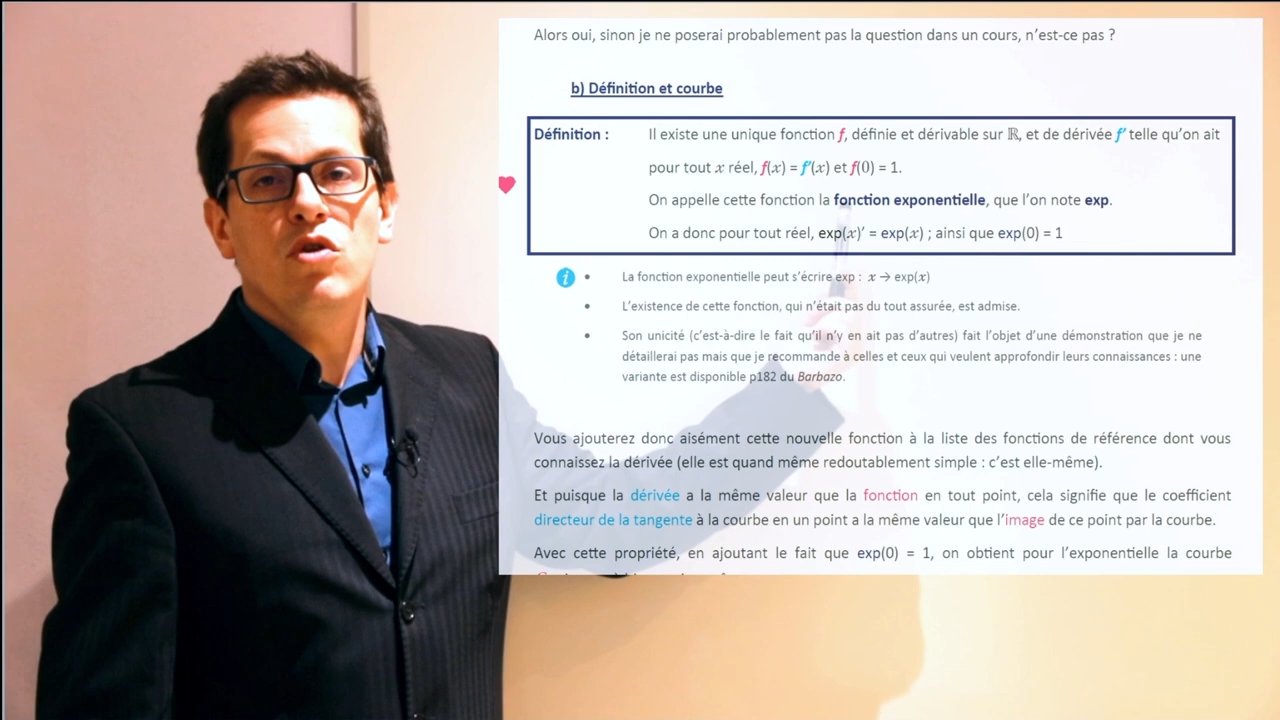 Alors oui, sinon je ne poserai probablement pas la question dans un cours, n'est-ce pas ?
b) Définition et courbe
Définition : Il existe une unique fonction f, définie et dérivable sur ℝ, et de dérivée f' telle qu'on ait
pour tout x réel, f(x) = f'(x) et f(0) = 1.
On appelle cette fonction la fonction exponentielle, que l'on note exp.
On a donc pour tout réel, exp(x)' = exp(x) ; ainsi que exp(0) = 1
i • La fonction exponentielle peut s'écrire exp : x → exp(x)
• L'existence de cette fonction, qui n'était pas du tout assurée, est admise.
• Son unicité (c'est-à-dire le fait qu'il n'y en ait pas d'autres) fait l'objet d'une démonstration que je ne
détaillerai pas mais que je recommande à celles et ceux qui veulent approfondir leurs connaissances : une
variante est disponible p182 du Barbazo.
Vous ajouterez donc aisément cette nouvelle fonction à la liste des fonctions de référence dont vous
connaissez la dérivée (elle est quand même redoutablement simple : c'est elle-même).
Et puisque la dérivée a la même valeur que la fonction en tout point, cela signifie que le coefficient
directeur de la tangente à la courbe en un point a la même valeur que l'image de ce point par la courbe.
Avec cette propriété, en ajoutant le fait que exp(0) = 1, on obtient pour l'exponentielle la courbe